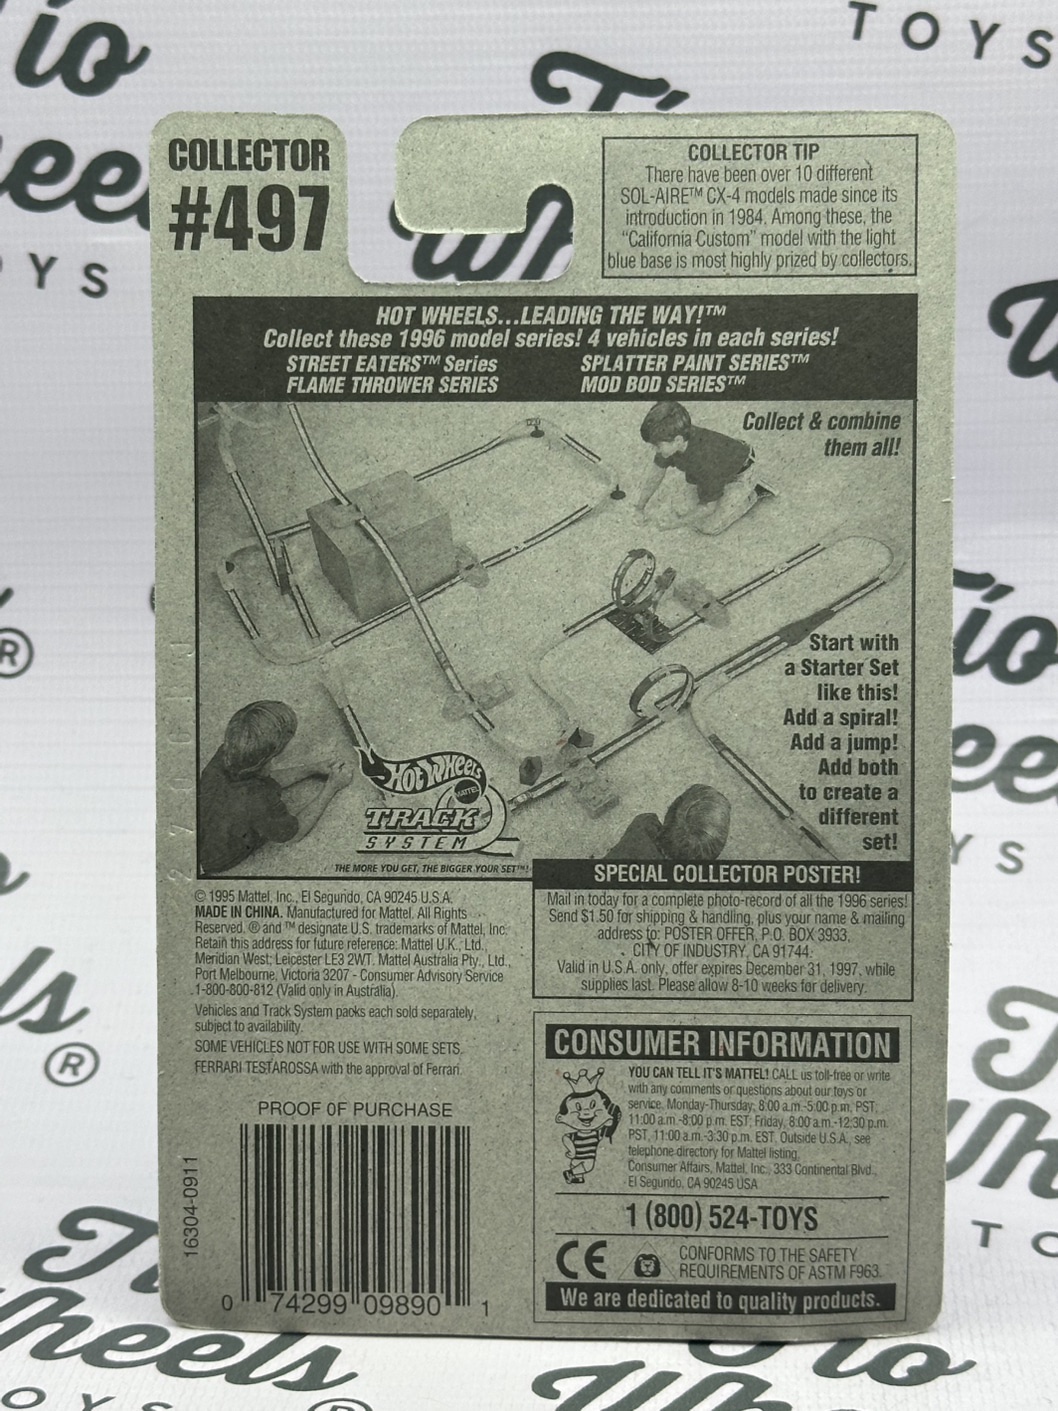 COLLECTOR
#497
COLLECTOR TIP
There have been over 10 different
SOL-AIRE™ CX-4 models made since its
introduction in 1984. Among these, the
“California Custom” model with the light
blue base is most highly prized by collectors.
HOT WHEELS...LEADING THE WAY!™
Collect these 1996 model series! 4 vehicles in each series!
STREET EATERS™ Series
FLAME THROWER SERIES
SPLATTER PAINT SERIES™
MOD BOD SERIES™
Collect & combine
them all!
Start with
a Starter Set
like this!
Add a spiral!
Add a jump!
Add both
to create a
different
set!
HOT WHEELS
MATTEL
TRACK
SYSTEM
THE MORE YOU GET, THE BIGGER YOUR SET™!
© 1995 Mattel, Inc., El Segundo, CA 90245 U.S.A.
MADE IN CHINA. Manufactured for Mattel. All Rights
Reserved. ® and ™ designate U.S. trademarks of Mattel, Inc.
Retain this address for future reference: Mattel U.K., Ltd.,
Meridian West; Leicester LE3 2WT. Mattel Australia Pty., Ltd.,
Port Melbourne, Victoria 3207 - Consumer Advisory Service
1-800-800-812 (Valid only in Australia).
Vehicles and Track System packs each sold separately,
subject to availability.
SOME VEHICLES NOT FOR USE WITH SOME SETS.
FERRARI TESTAROSSA with the approval of Ferrari.
SPECIAL COLLECTOR POSTER!
Mail in today for a complete photo-record of all the 1996 series!
Send $1.50 for shipping & handling, plus your name & mailing
address to: POSTER OFFER, P.O. BOX 3933,
CITY OF INDUSTRY, CA 91744.
Valid in U.S.A. only, offer expires December 31, 1997, while
supplies last. Please allow 8-10 weeks for delivery.
CONSUMER INFORMATION
YOU CAN TELL IT'S MATTEL! CALL us toll-free or write
with any comments or questions about our toys or
service, Monday-Thursday; 8:00 a.m.-5:00 p.m. PST;
11:00 a.m.-8:00 p.m. EST; Friday, 8:00 a.m.-12:30 p.m.
PST, 11:00 a.m.-3:30 p.m. EST. Outside U.S.A., see
telephone directory for Mattel listing.
Consumer Affairs, Mattel, Inc., 333 Continental Blvd.,
El Segundo, CA 90245 USA
1 (800) 524-TOYS
CE
CONFORMS TO THE SAFETY
REQUIREMENTS OF ASTM F963.
We are dedicated to quality products.
PROOF OF PURCHASE
16304-0911
0 74299 09890 1
Tio
Wheels
TOYS
®